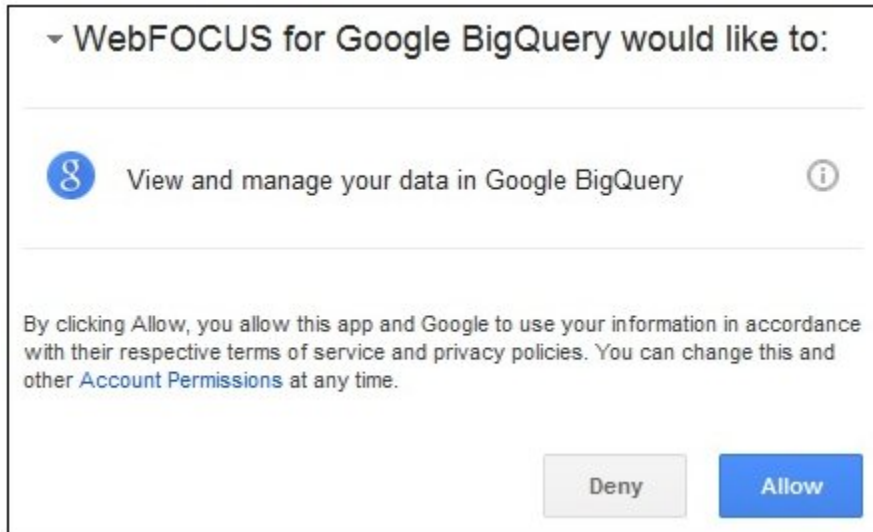 WebFOCUS for Google BigQuery would like to:
g View and manage your data in Google BigQuery i
By clicking Allow, you allow this app and Google to use your information in accordance
with their respective terms of service and privacy policies. You can change this and
other Account Permissions at any time.
Deny Allow